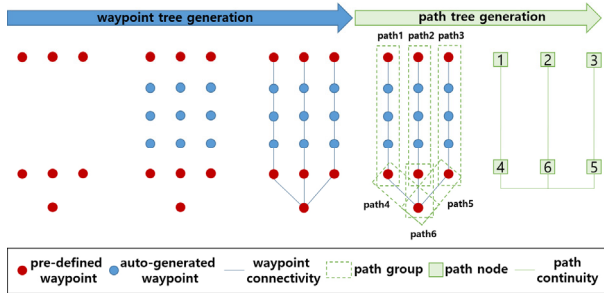 waypoint tree generation
path tree generation
path1 path2 path3
1 2 3
4 6 5
path4
path5
path6
pre-defined waypoint
auto-generated waypoint
waypoint connectivity
path group
path node
path continuity